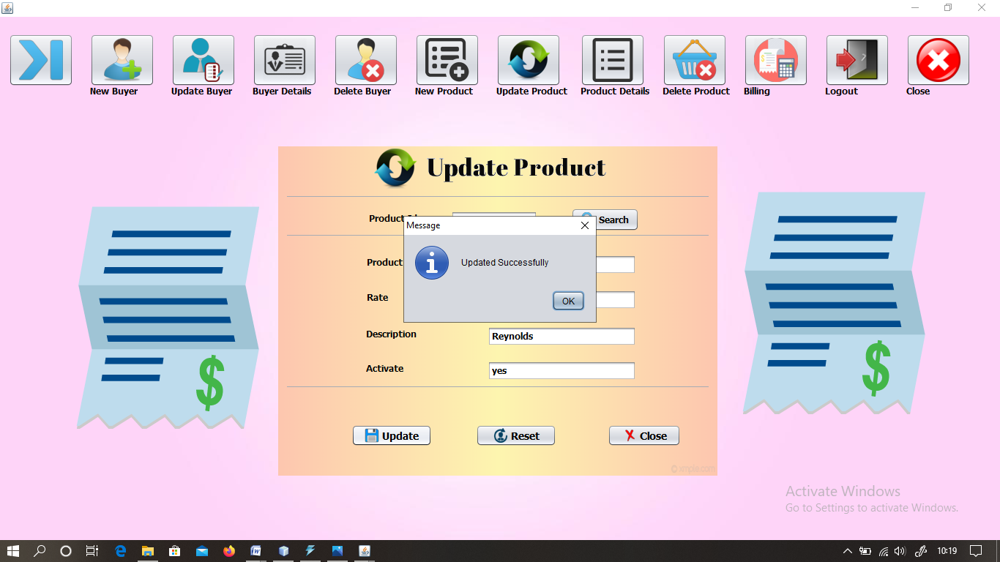 New Buyer
Update Buyer
Buyer Details
Delete Buyer
New Product
Update Product
Product Details
Delete Product
Billing
Logout
Close
Update Product
Product
Search
Message
Updated Successfully
OK
Product
Rate
Description
Reynolds
Activate
yes
Update
Reset
Close
Activate Windows
Go to Settings to activate Windows.
10:19